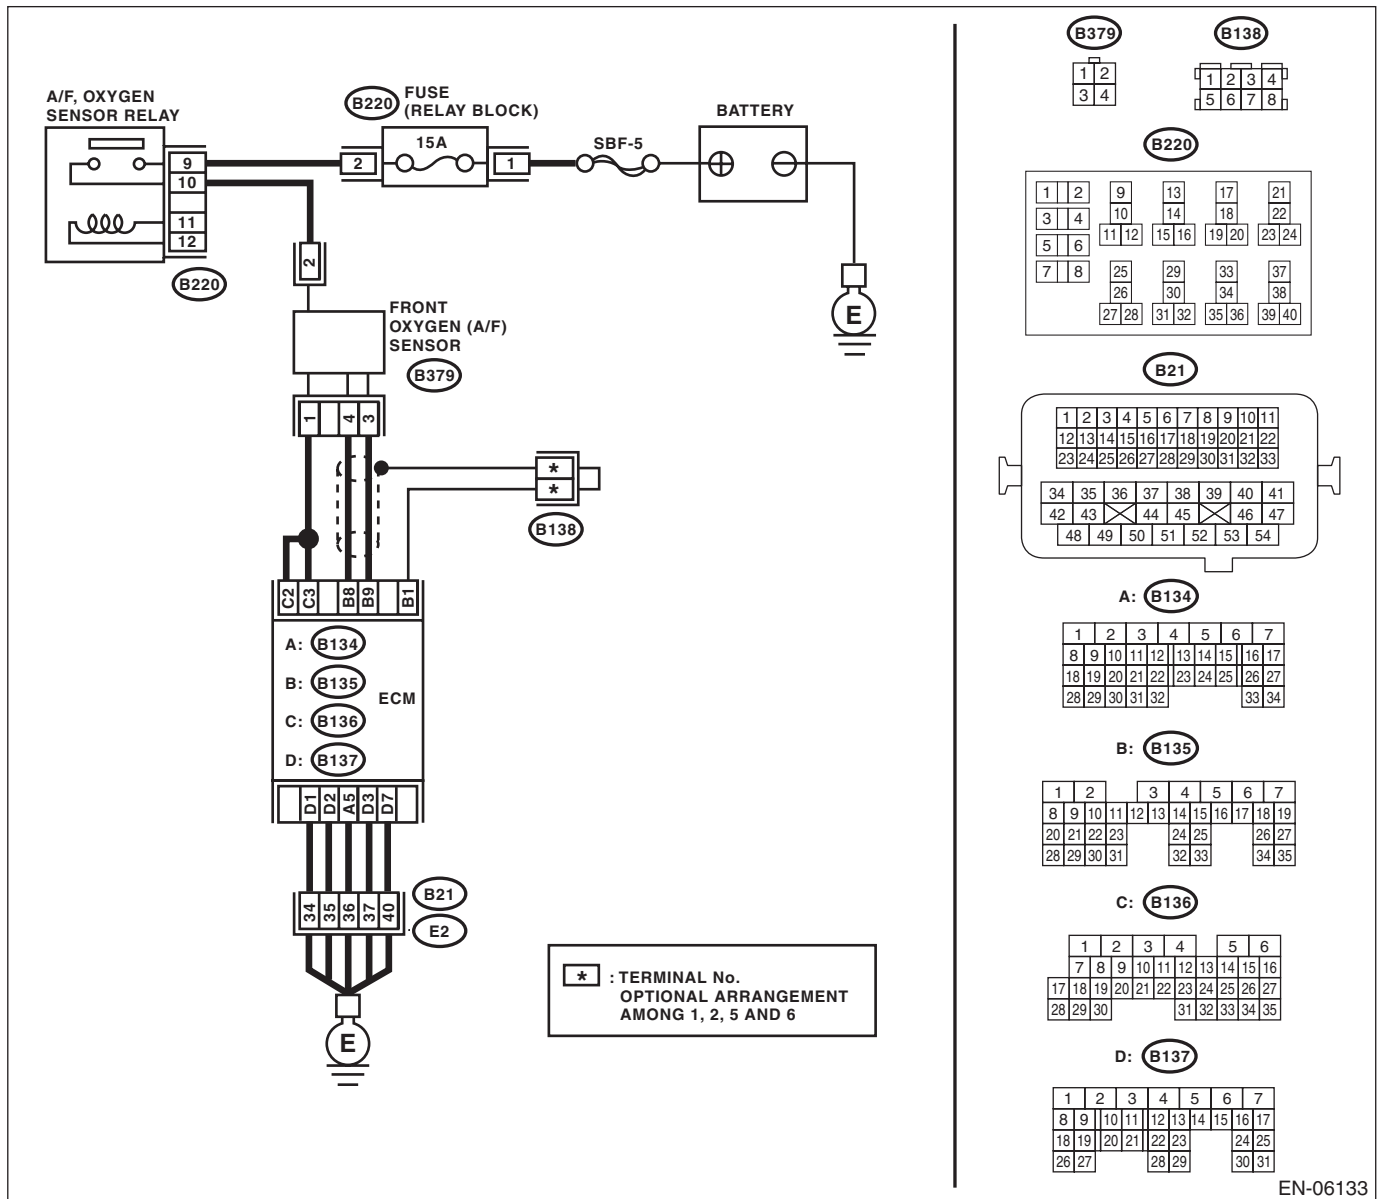 A/F, OXYGEN
SENSOR RELAY
9
10
11
12
B220
B220
FUSE
(RELAY BLOCK)
2
15A
1
SBF-5
BATTERY
E
2
FRONT
OXYGEN (A/F)
SENSOR
B379
1 4 3
*
*
B138
C2 C3 B8 B9 B1
A: B134
B: B135
C: B136
D: B137
ECM
D1 D2 A5 D3 D7
34 35 36 37 40
B21
E2
E
* : TERMINAL No.
OPTIONAL ARRANGEMENT
AMONG 1, 2, 5 AND 6
B379
1 2
3 4
B138
1 2 3 4
5 6 7 8
B220
1 2 9 13 17 21
3 4 10 14 18 22
5 6 11 12 15 16 19 20 23 24
7 8 25 29 33 37
26 30 34 38
27 28 31 32 35 36 39 40
B21
1 2 3 4 5 6 7 8 9 10 11
12 13 14 15 16 17 18 19 20 21 22
23 24 25 26 27 28 29 30 31 32 33
34 35 36 37 38 39 40 41
42 43 44 45 46 47
48 49 50 51 52 53 54
A: B134
1 2 3 4 5 6 7
8 9 10 11 12 13 14 15 16 17
18 19 20 21 22 23 24 25 26 27
28 29 30 31 32 33 34
B: B135
1 2 3 4 5 6 7
8 9 10 11 12 13 14 15 16 17 18 19
20 21 22 23 24 25 26 27
28 29 30 31 32 33 34 35
C: B136
1 2 3 4 5 6
7 8 9 10 11 12 13 14 15 16
17 18 19 20 21 22 23 24 25 26 27
28 29 30 31 32 33 34 35
D: B137
1 2 3 4 5 6 7
8 9 10 11 12 13 14 15 16 17
18 19 20 21 22 23 24 25
26 27 28 29 30 31
EN-06133